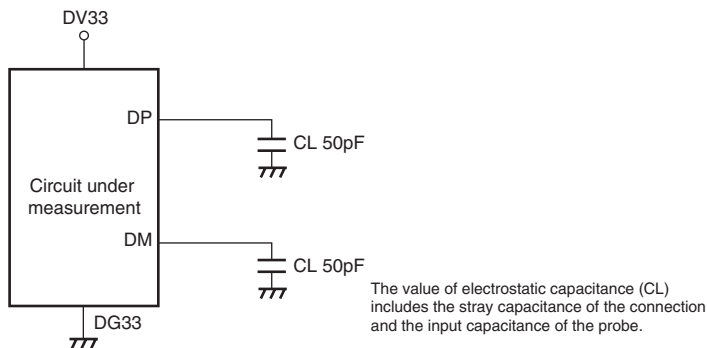 DV33
DP
CL 50pF
Circuit under
measurement
DM
CL 50pF
The value of electrostatic capacitance (CL)
includes the stray capacitance of the connection
and the input capacitance of the probe.
DG33